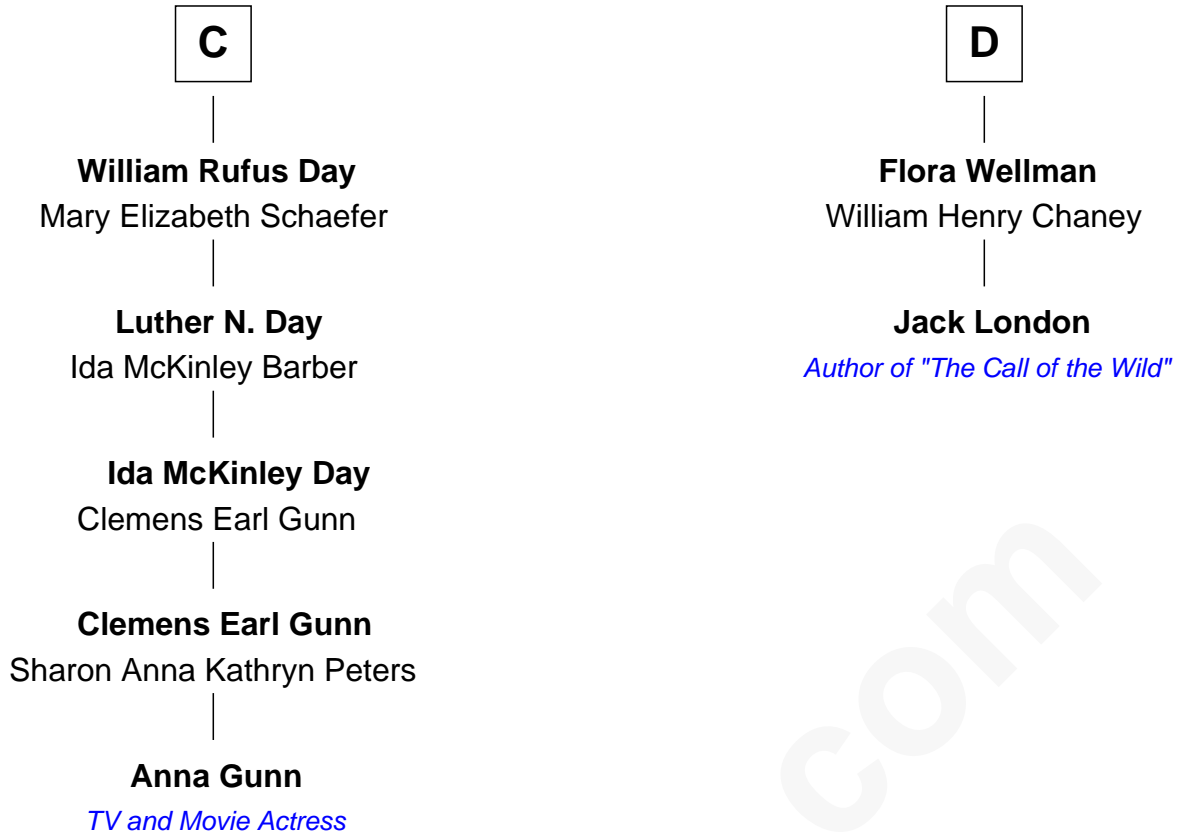 C
William Rufus Day
Mary Elizabeth Schaefer
Luther N. Day
Ida McKinley Barber
Ida McKinley Day
Clemens Earl Gunn
Clemens Earl Gunn
Sharon Anna Kathryn Peters
Anna Gunn
TV and Movie Actress
D
Flora Wellman
William Henry Chaney
Jack London
Author of "The Call of the Wild"
com